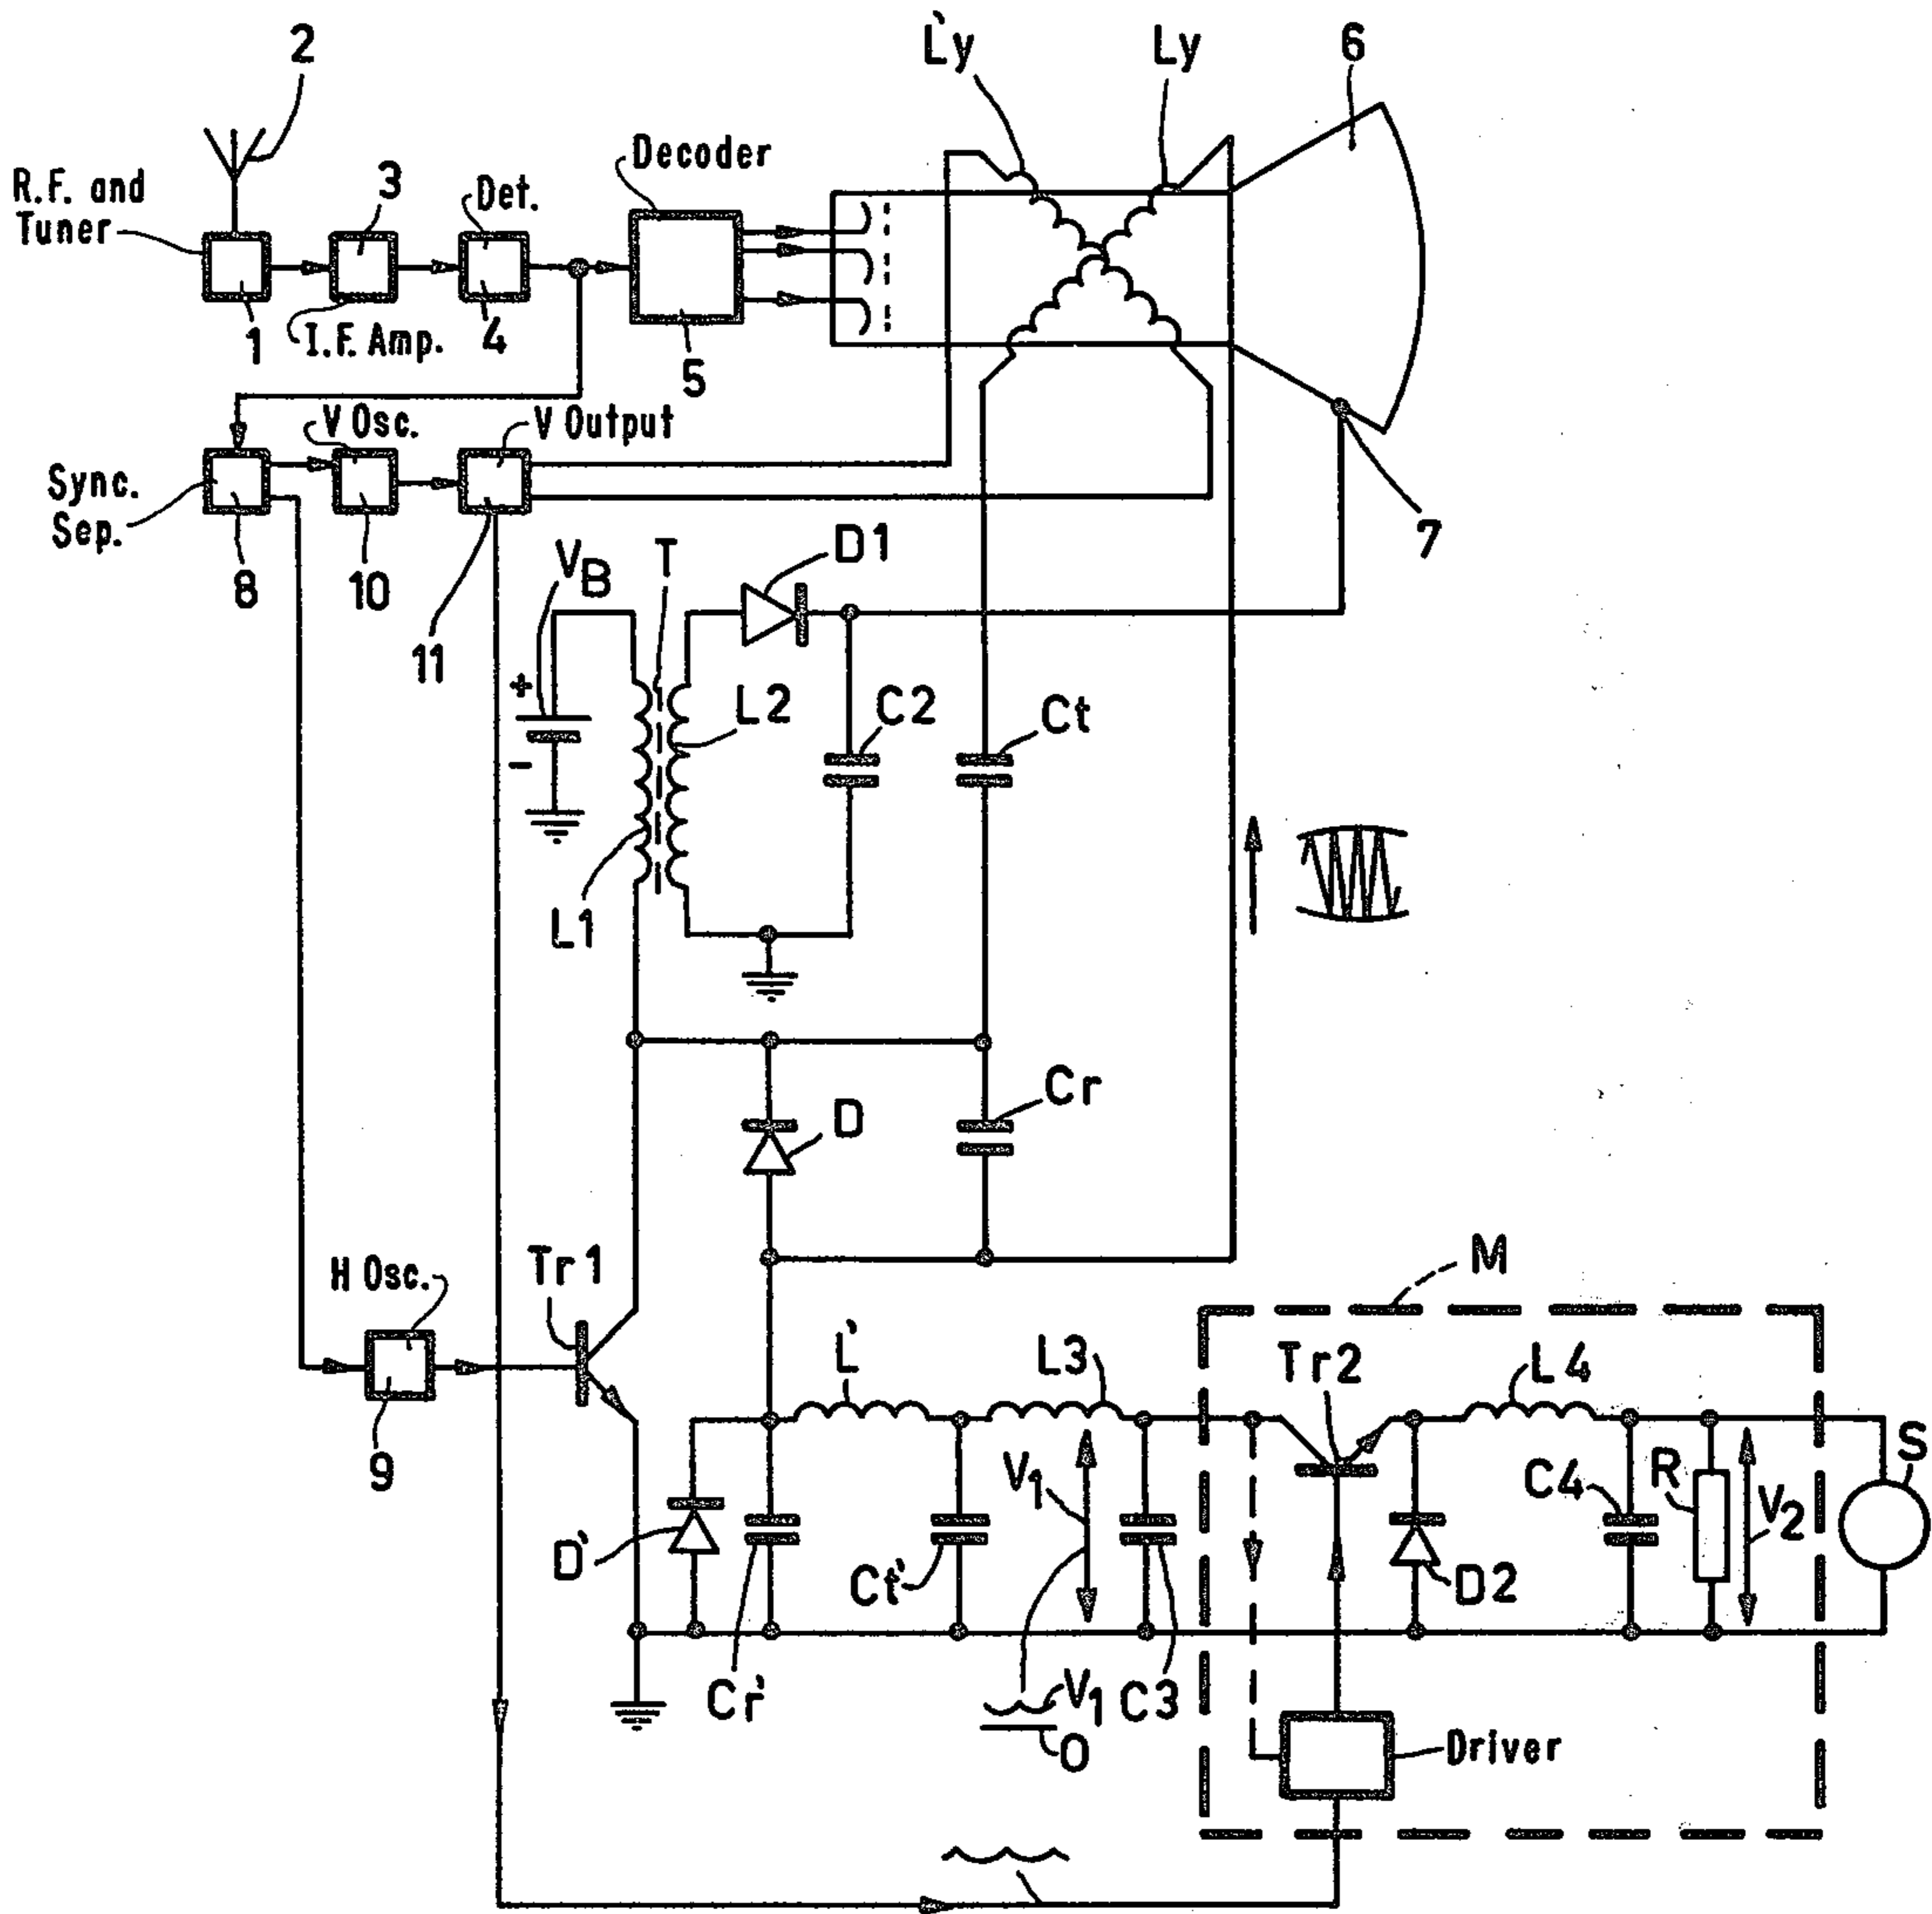 2
L'y
Ly
6
R.F. and
Tuner
3
Det.
Decoder
1
I.F. Amp.
4
5
V Osc.
V Output
Sync.
Sep.
8
10
11
7
VB
T
D1
+
-
L2
C2
Ct
L1
Cr
D
H Osc.
Tr1
M
9
L'
L3
Tr2
L4
S
V1
C4
R
V2
D'
Ct'
D2
Cr'
V1
C3
O
Driver